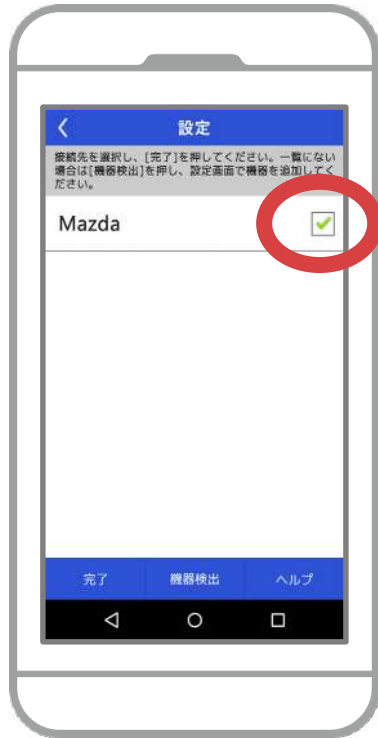 設定
接続先を選択し、[完了]を押してください。一覧にない
場合は[機器検出]を押し、設定画面で機器を追加してく
ださい。
Mazda
完了 機器検出 ヘルプ